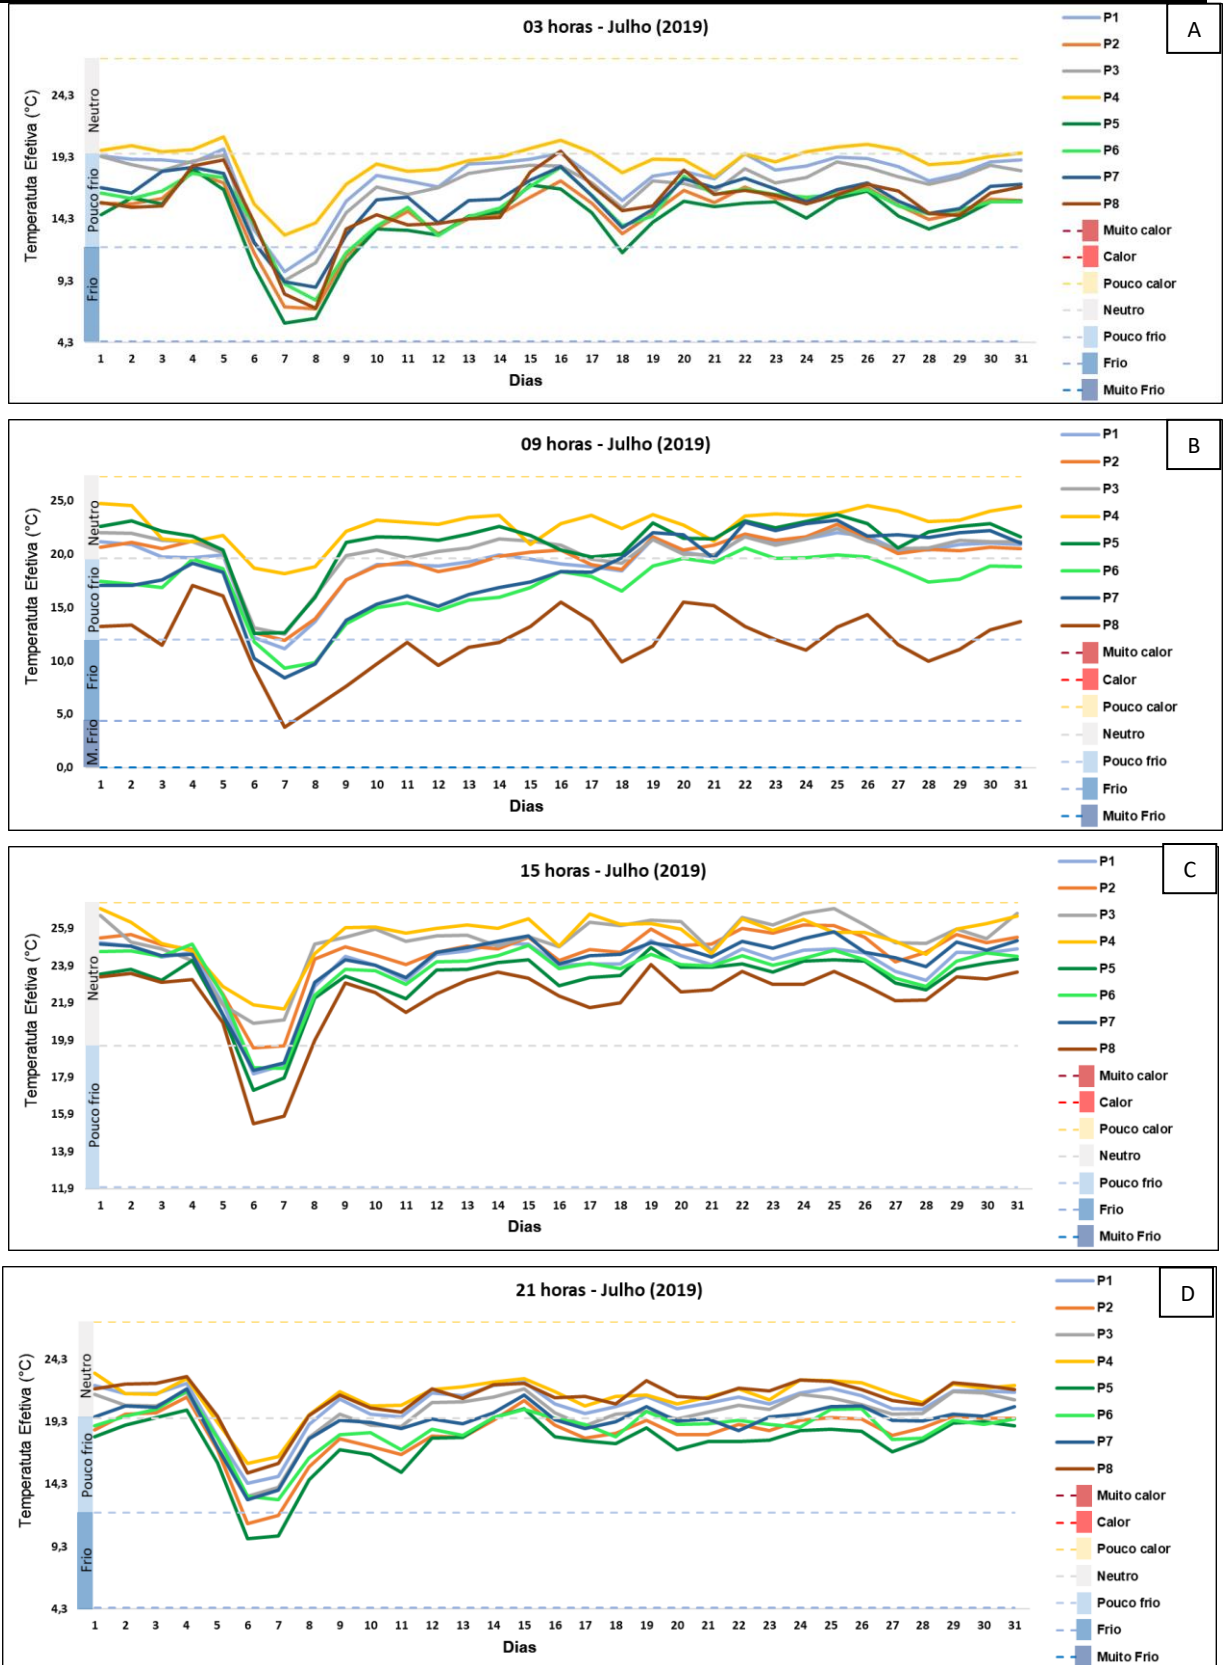 03 horas - Julho (2019)
A
Temperatuta Efetiva (°C)
24,3
19,3
14,3
9,3
4,3
Neutro
Pouco frio
Frio
1 2 3 4 5 6 7 8 9 10 11 12 13 14 15 16 17 18 19 20 21 22 23 24 25 26 27 28 29 30 31
Dias
P1
P2
P3
P4
P5
P6
P7
P8
Muito calor
Calor
Pouco calor
Neutro
Pouco frio
Frio
Muito Frio
09 horas - Julho (2019)
B
Temperatuta Efetiva (°C)
25,0
20,0
15,0
10,0
5,0
0,0
Neutro
Pouco frio
Frio
M. Frio
1 2 3 4 5 6 7 8 9 10 11 12 13 14 15 16 17 18 19 20 21 22 23 24 25 26 27 28 29 30 31
Dias
P1
P2
P3
P4
P5
P6
P7
P8
Muito calor
Calor
Pouco calor
Neutro
Pouco frio
Frio
Muito Frio
15 horas - Julho (2019)
C
Temperatuta Efetiva (°C)
25,9
23,9
21,9
19,9
17,9
15,9
13,9
11,9
Neutro
Pouco frio
1 2 3 4 5 6 7 8 9 10 11 12 13 14 15 16 17 18 19 20 21 22 23 24 25 26 27 28 29 30 31
Dias
P1
P2
P3
P4
P5
P6
P7
P8
Muito calor
Calor
Pouco calor
Neutro
Pouco frio
Frio
Muito Frio
21 horas - Julho (2019)
D
Temperatuta Efetiva (°C)
24,3
19,3
14,3
9,3
4,3
Neutro
Pouco frio
Frio
1 2 3 4 5 6 7 8 9 10 11 12 13 14 15 16 17 18 19 20 21 22 23 24 25 26 27 28 29 30 31
Dias
P1
P2
P3
P4
P5
P6
P7
P8
Muito calor
Calor
Pouco calor
Neutro
Pouco frio
Frio
Muito Frio